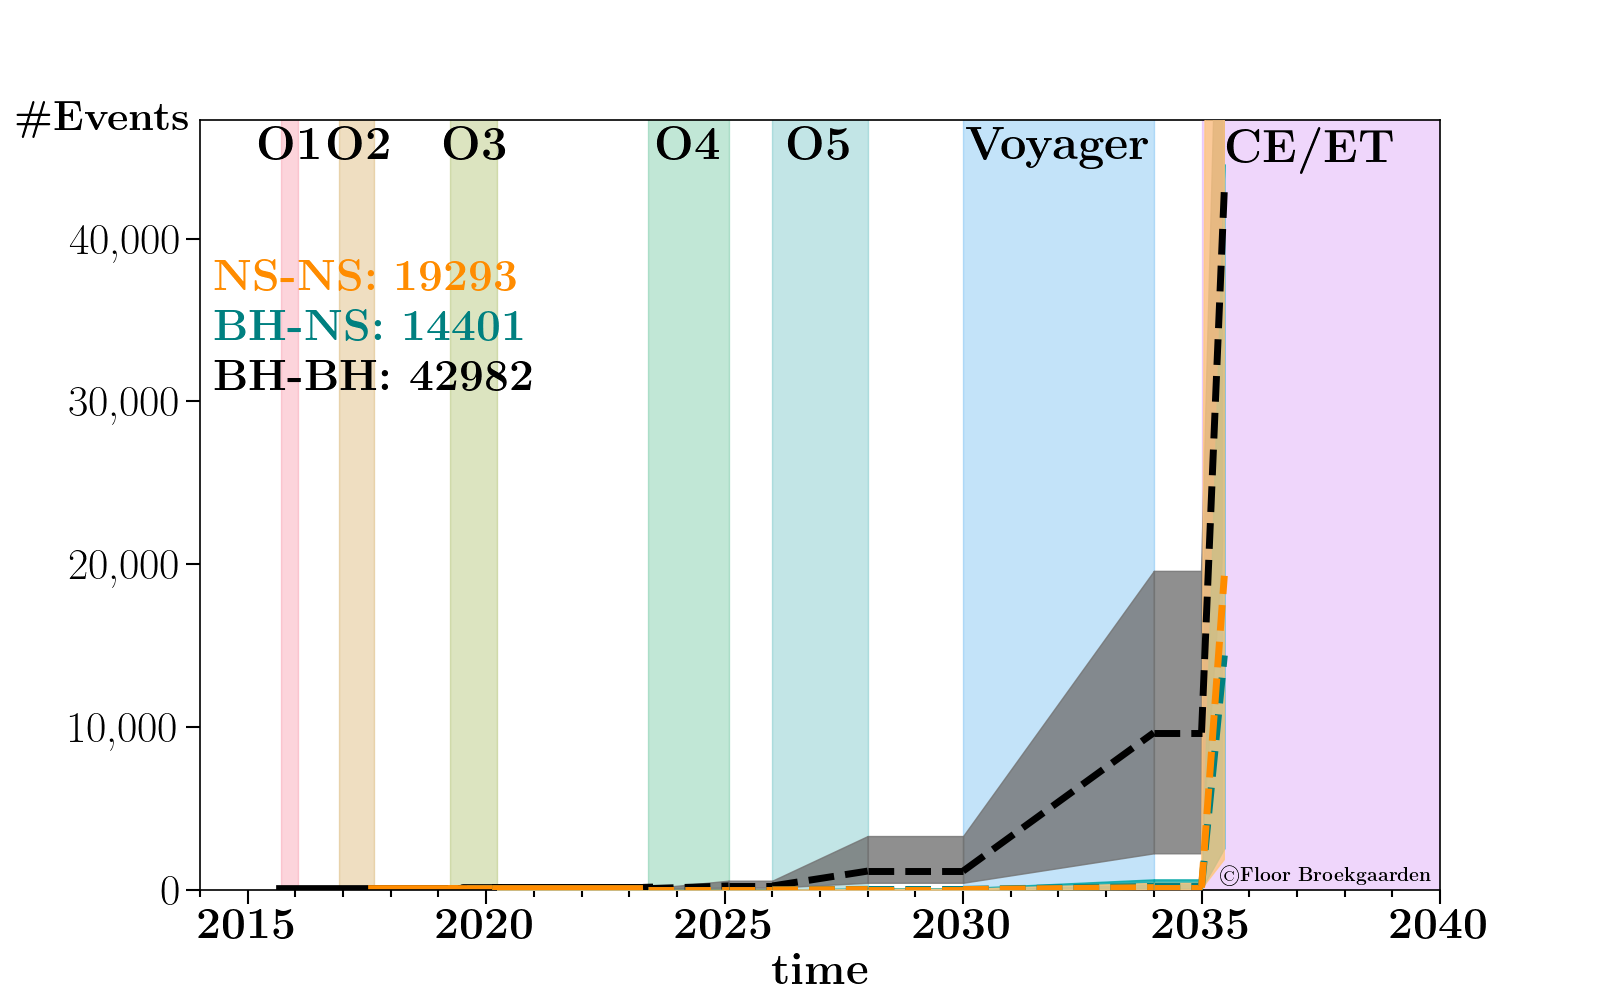 #Events
O1 O2 O3 O4 O5 Voyager CE/ET
40,000
NS-NS: 19293
BH-NS: 14401
BH-BH: 42982
30,000
20,000
10,000
0
©Floor Broekgaarden
2015 2020 2025 2030 2035 2040
time